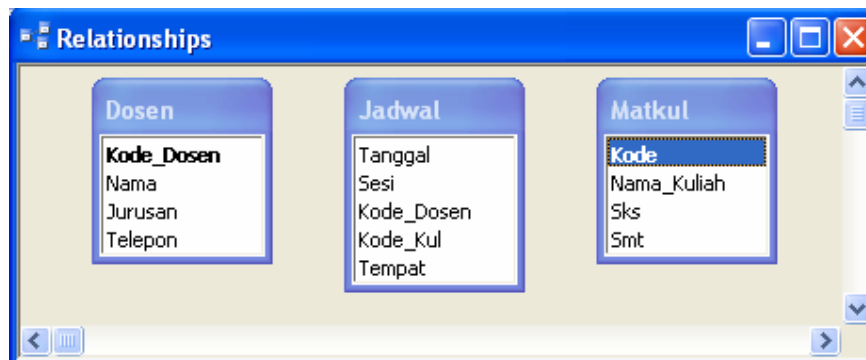 Relationships
Dosen
Kode_Dosen
Nama
Jurusan
Telepon
Jadwal
Tanggal
Sesi
Kode_Dosen
Kode_Kul
Tempat
Matkul
Kode
Nama_Kuliah
Sks
Smt